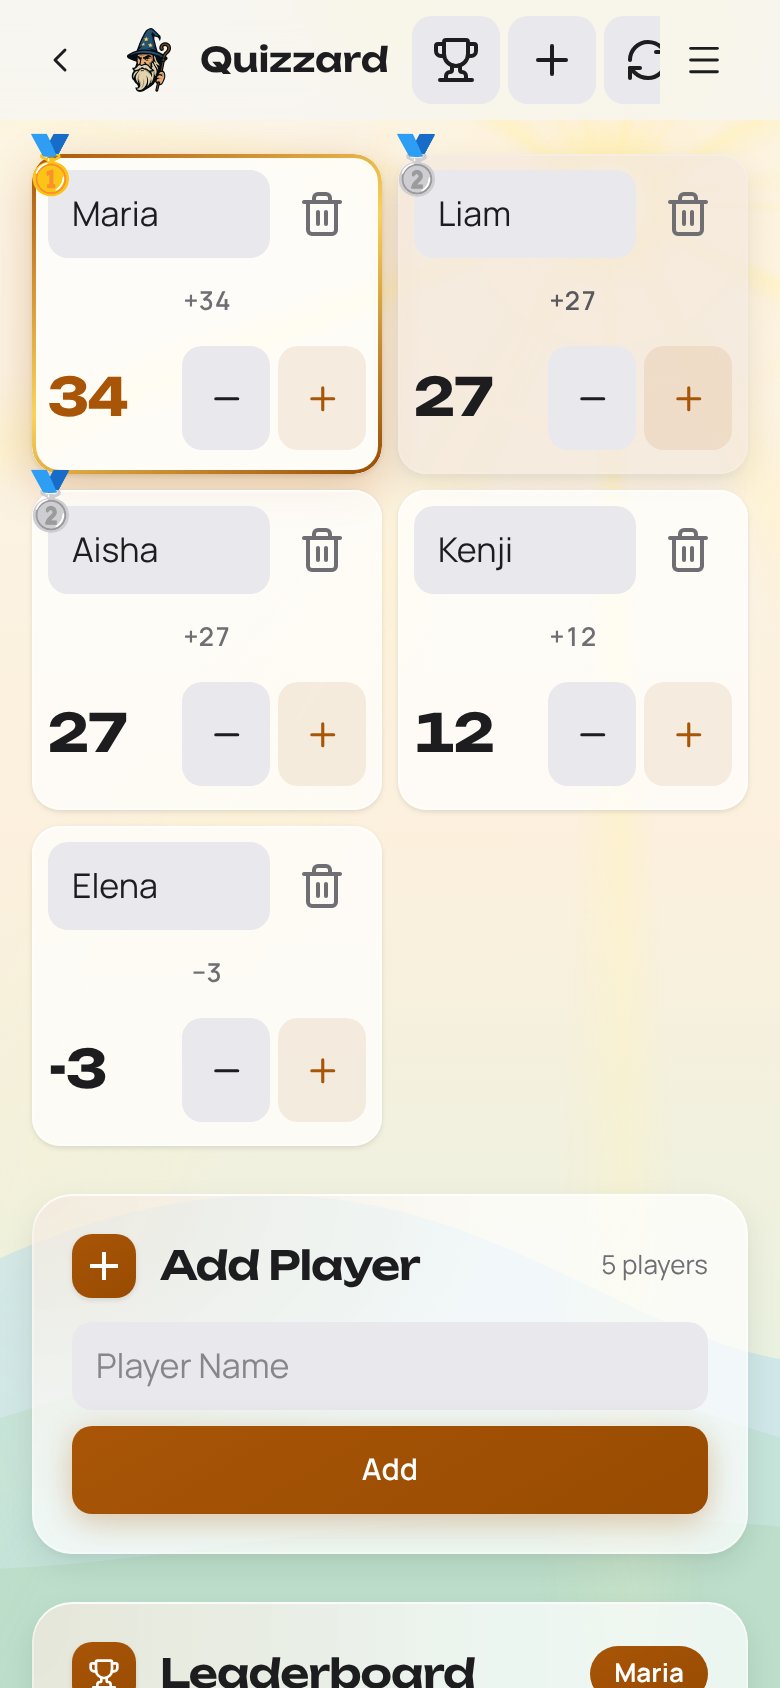 Quizzard
1
Maria
+34
34
2
Liam
+27
27
2
Aisha
+27
27
Kenji
+12
12
Elena
−3
-3
Add Player
5 players
Player Name
Add
Leaderboard
Maria